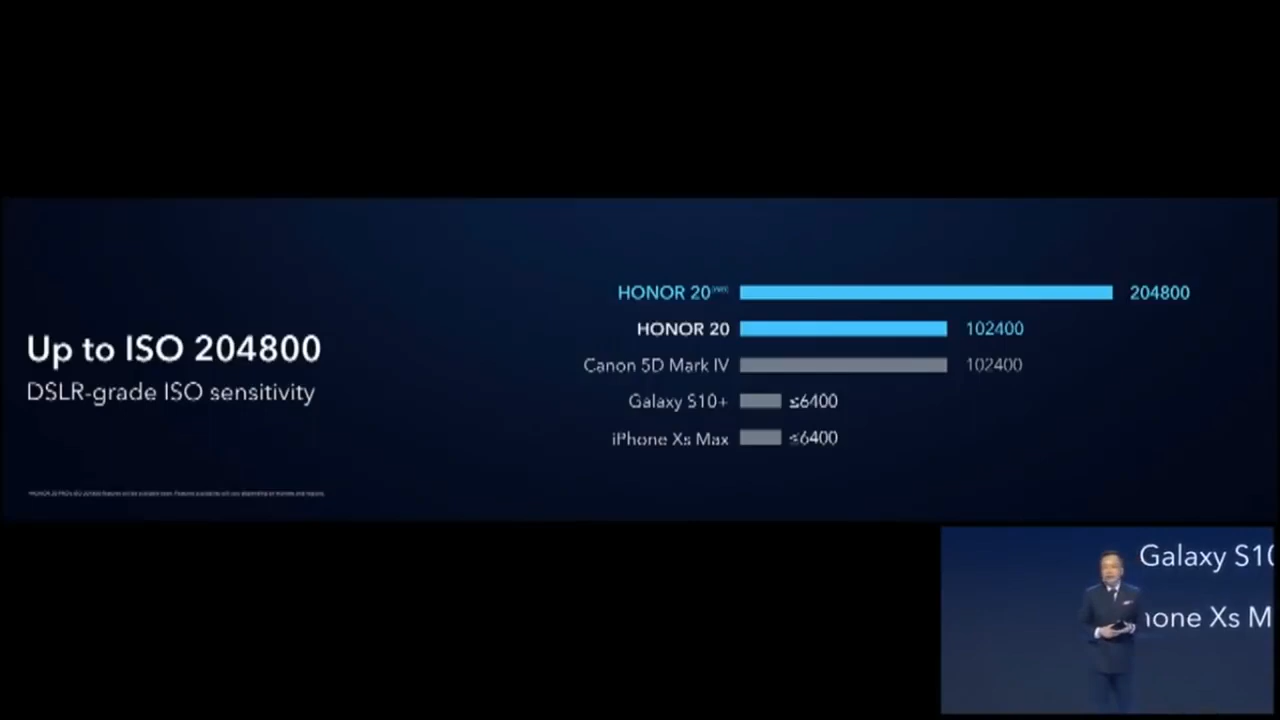 Up to ISO 204800
DSLR-grade ISO sensitivity
HONOR 20 204800
HONOR 20 102400
Canon 5D Mark IV 102400
Galaxy S10+ ≤6400
iPhone Xs Max ≤6400
Galaxy S10
hone Xs M